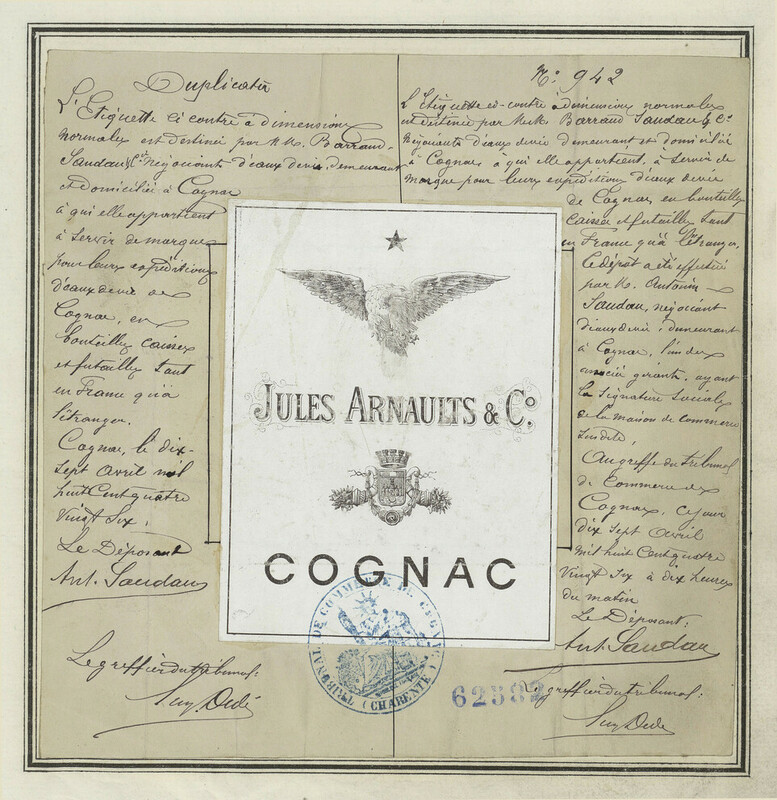 Duplicata
L'Etiquette ci contre à dimensions
normales est destinée par M.M. Barraud-
Saudau & Cie Négociants d'eaux de vie, demeurant
et domiciliés à Cognac
à qui elle appartient
à servir de marque
pour leurs expéditions
d'eaux de vie de
Cognac, en
bouteilles caisses
et futailles tant
en France qu'à
l'étranger.
Cognac, le dix-
sept avril mil
huit Cent quatre
Vingt Six.
Le Déposant
Ant. Saudau
Le greffier du tribunal:
No. 942
L'Etiquette ci-contre à dimensions normales
est destinée par M.M. Barraud Saudau & Cie
Négociants d'eaux de vie demeurant et domiciliés
à Cognac à qui elle appartient, à servir de
marque pour leurs expéditions d'eaux de vie
de Cognac en bouteilles
caisses et futailles tant
en France qu'à l'étranger.
Le dépôt a été effectué
par M. Antonin
Saudau, négociant
d'eaux de vie, demeurant
à Cognac, l'un des
associés gérants, ayant
la Signature Sociale
de la maison de commerce
susdite,
Au greffe du tribunal
de Commerce de
Cognac, ce jour
dix Sept Avril
mil huit Cent quatre
Vingt Six à dix heures
du matin
Le Déposant:
Ant. Saudau
Le greffier du tribunal:
JULES ARNAULTS & Co.
COGNAC
TRIBUNAL DE COMMERCE DE COGNAC (CHARENTE)
62532